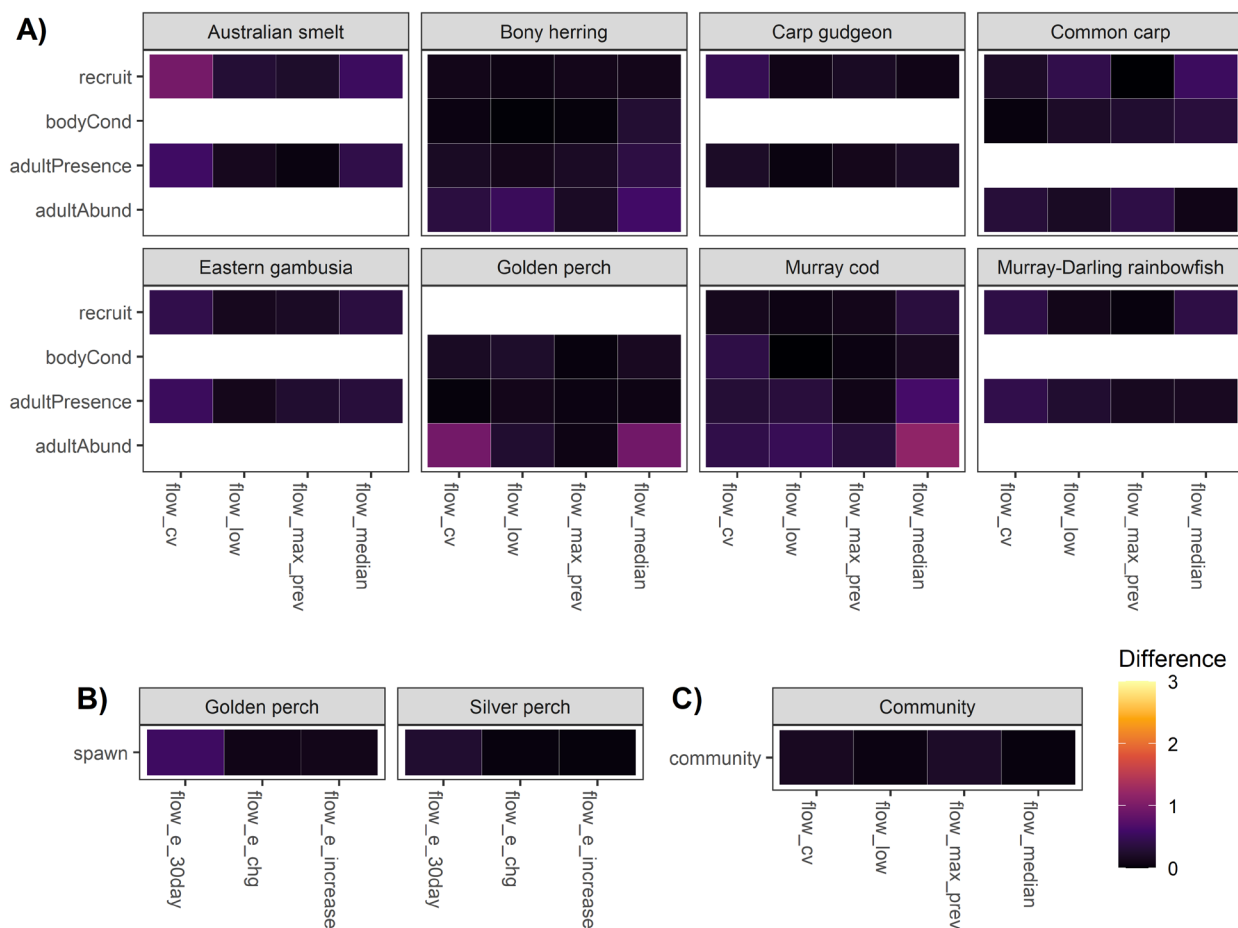 A)
Australian smelt
Bony herring
Carp gudgeon
Common carp
recruit
bodyCond
adultPresence
adultAbund
Eastern gambusia
Golden perch
Murray cod
Murray-Darling rainbowfish
recruit
bodyCond
adultPresence
adultAbund
flow_cv
flow_low
flow_max_prev
flow_median
flow_cv
flow_low
flow_max_prev
flow_median
flow_cv
flow_low
flow_max_prev
flow_median
flow_cv
flow_low
flow_max_prev
flow_median
B)
Golden perch
Silver perch
spawn
flow_e_30day
flow_e_chg
flow_e_increase
flow_e_30day
flow_e_chg
flow_e_increase
C)
Community
community
flow_cv
flow_low
flow_max_prev
flow_median
Difference
3
2
1
0